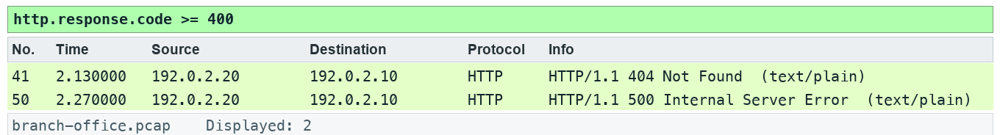 http.response.code >= 400
No. Time Source Destination Protocol Info
41 2.130000 192.0.2.20 192.0.2.10 HTTP HTTP/1.1 404 Not Found (text/plain)
50 2.270000 192.0.2.20 192.0.2.10 HTTP HTTP/1.1 500 Internal Server Error (text/plain)
branch-office.pcap Displayed: 2